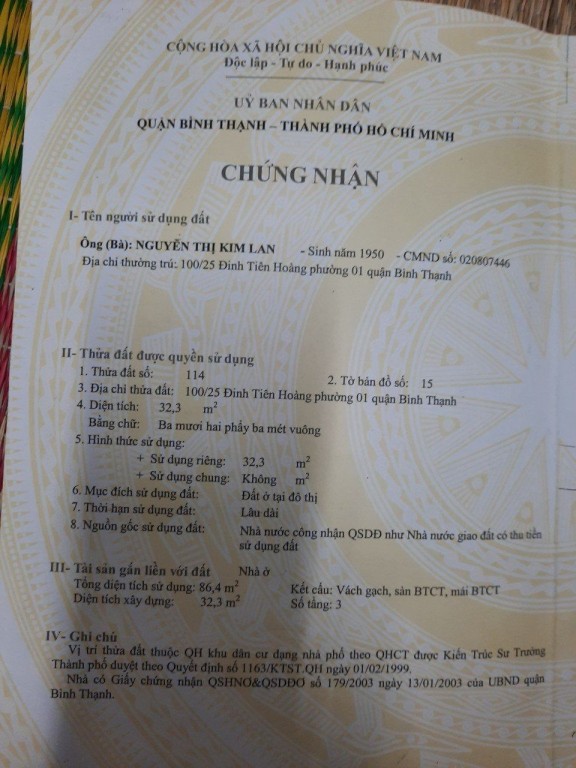 CỘNG HÒA XÃ HỘI CHỦ NGHĨA VIỆT NAM
Độc lập - Tự do - Hạnh phúc
UỶ BAN NHÂN DÂN
QUẬN BÌNH THẠNH – THÀNH PHỐ HỒ CHÍ MINH
CHỨNG NHẬN
I- Tên người sử dụng đất
Ông (Bà): NGUYỄN THỊ KIM LAN - Sinh năm 1950 - CMND số: 020807446
Địa chỉ thường trú: 100/25 Đinh Tiên Hoàng phường 01 quận Bình Thạnh
II- Thửa đất được quyền sử dụng
1. Thửa đất số: 114 2. Tờ bản đồ số: 15
3. Địa chỉ thửa đất: 100/25 Đinh Tiên Hoàng phường 01 quận Bình Thạnh
4. Diện tích: 32,3 m²
Bằng chữ: Ba mươi hai phẩy ba mét vuông
5. Hình thức sử dụng:
+ Sử dụng riêng: 32,3 m²
+ Sử dụng chung: Không m²
6. Mục đích sử dụng đất: Đất ở tại đô thị
7. Thời hạn sử dụng đất: Lâu dài
8. Nguồn gốc sử dụng đất: Nhà nước công nhận QSDĐ như Nhà nước giao đất có thu tiền
sử dụng đất
III- Tài sản gắn liền với đất Nhà ở
Tổng diện tích sử dụng: 86,4 m² Kết cấu: Vách gạch, sàn BTCT, mái BTCT
Diện tích xây dựng: 32,3 m² Số tầng: 3
IV- Ghi chú
Vị trí thửa đất thuộc QH khu dân cư dạng nhà phố theo QHCT được Kiến Trúc Sư Trưởng
Thành phố duyệt theo Quyết định số 1163/KTST.QH ngày 01/02/1999.
Nhà có Giấy chứng nhận QSHNO&QSDĐO số 179/2003 ngày 13/01/2003 của UBND quận
Bình Thạnh.